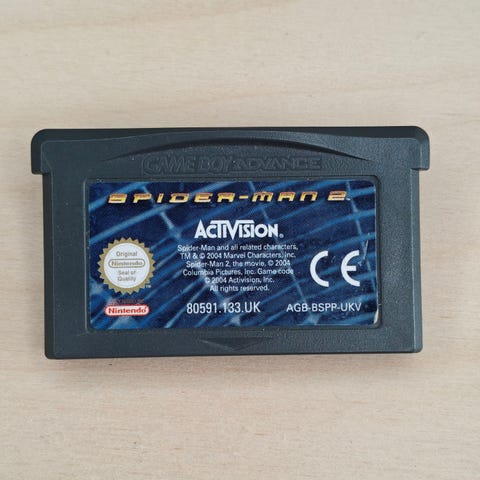 GAME BOY ADVANCE
SPIDER-MAN 2
ACTIVISION®
Spider-Man and all related characters,
TM & © 2004 Marvel Characters, Inc.
Spider-Man 2, the movie, © 2004
Columbia Pictures, Inc. Game code
© 2004 Activision, Inc.
All rights reserved.
CE
Original
Nintendo
Seal of
Quality
Nintendo
80591.133.UK
AGB-BSPP-UKV